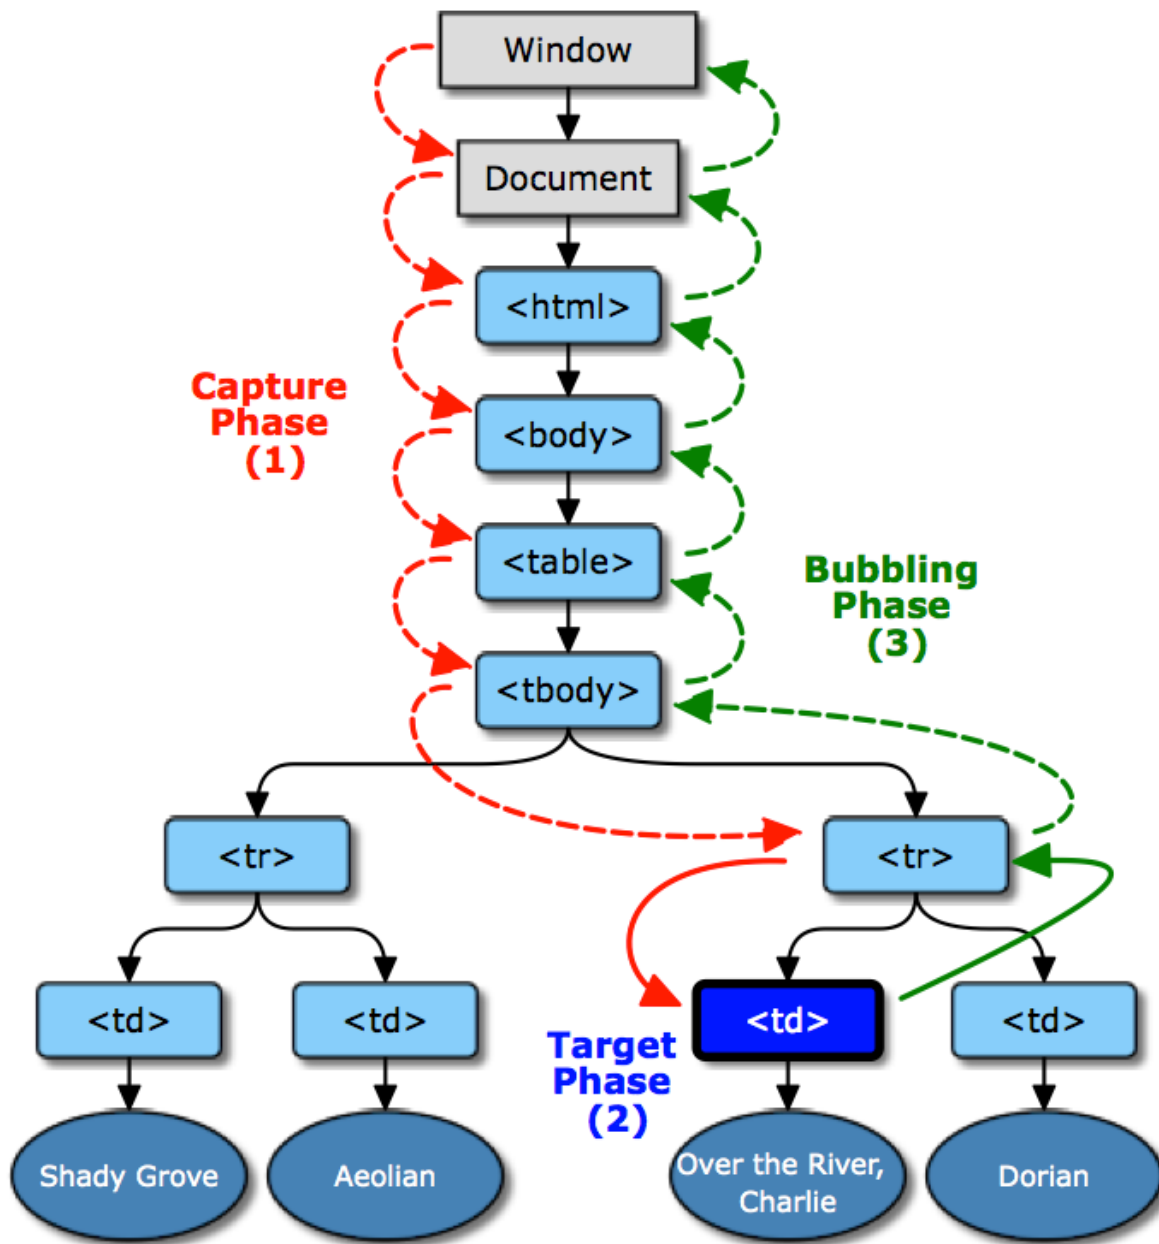 Window
Document
<html>
Capture
Phase
(1)
<body>
<table>
Bubbling
Phase
(3)
<tbody>
<tr>
<tr>
<td>
<td>
<td>
<td>
Target
Phase
(2)
Shady Grove
Aeolian
Over the River,
Charlie
Dorian